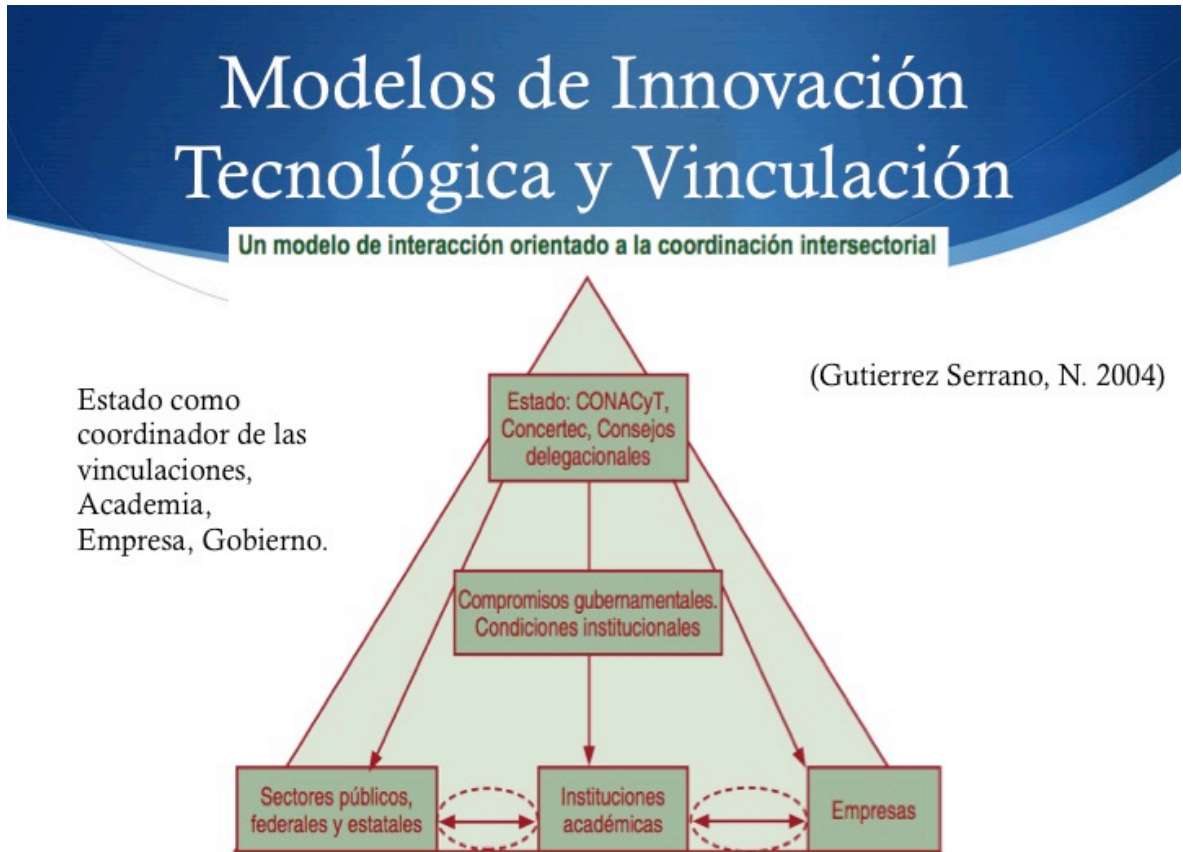 Modelos de Innovación
Tecnológica y Vinculación
Un modelo de interacción orientado a la coordinación intersectorial
(Gutierrez Serrano, N. 2004)
Estado como
coordinador de las
vinculaciones,
Academia,
Empresa, Gobierno.
Estado: CONACyT,
Concertec, Consejos
delegacionales
Compromisos gubernamentales.
Condiciones institucionales
Sectores públicos,
federales y estatales
Instituciones
académicas
Empresas